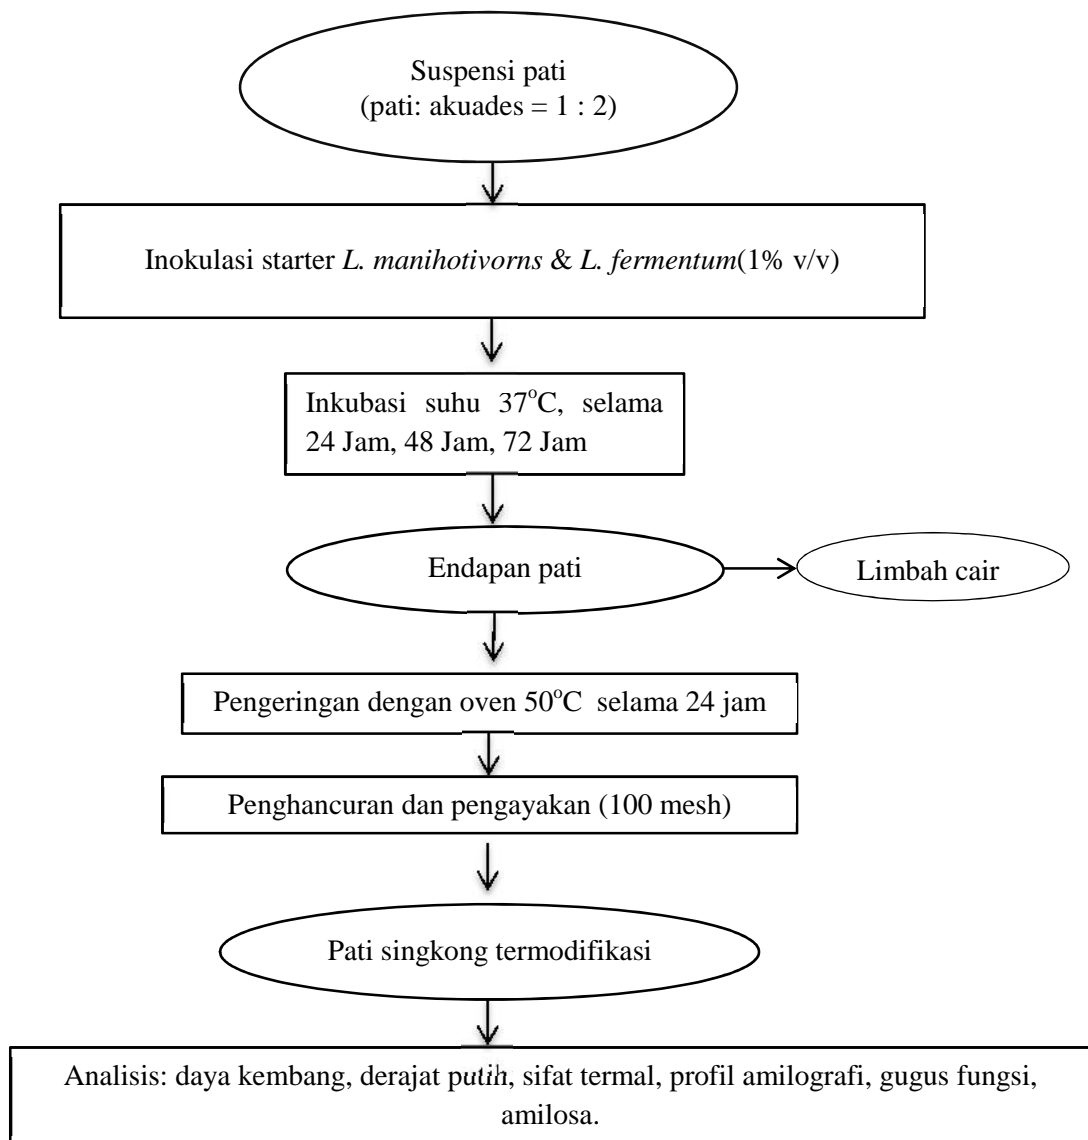 Suspensi pati
(pati: akuades = 1 : 2)
Inokulasi starter L. manihotivorns & L. fermentum(1% v/v)
Inkubasi suhu 37°C, selama
24 Jam, 48 Jam, 72 Jam
Endapan pati
Limbah cair
Pengeringan dengan oven 50°C selama 24 jam
Penghancuran dan pengayakan (100 mesh)
Pati singkong termodifikasi
Analisis: daya kembang, derajat putih, sifat termal, profil amilografi, gugus fungsi,
amilosa.